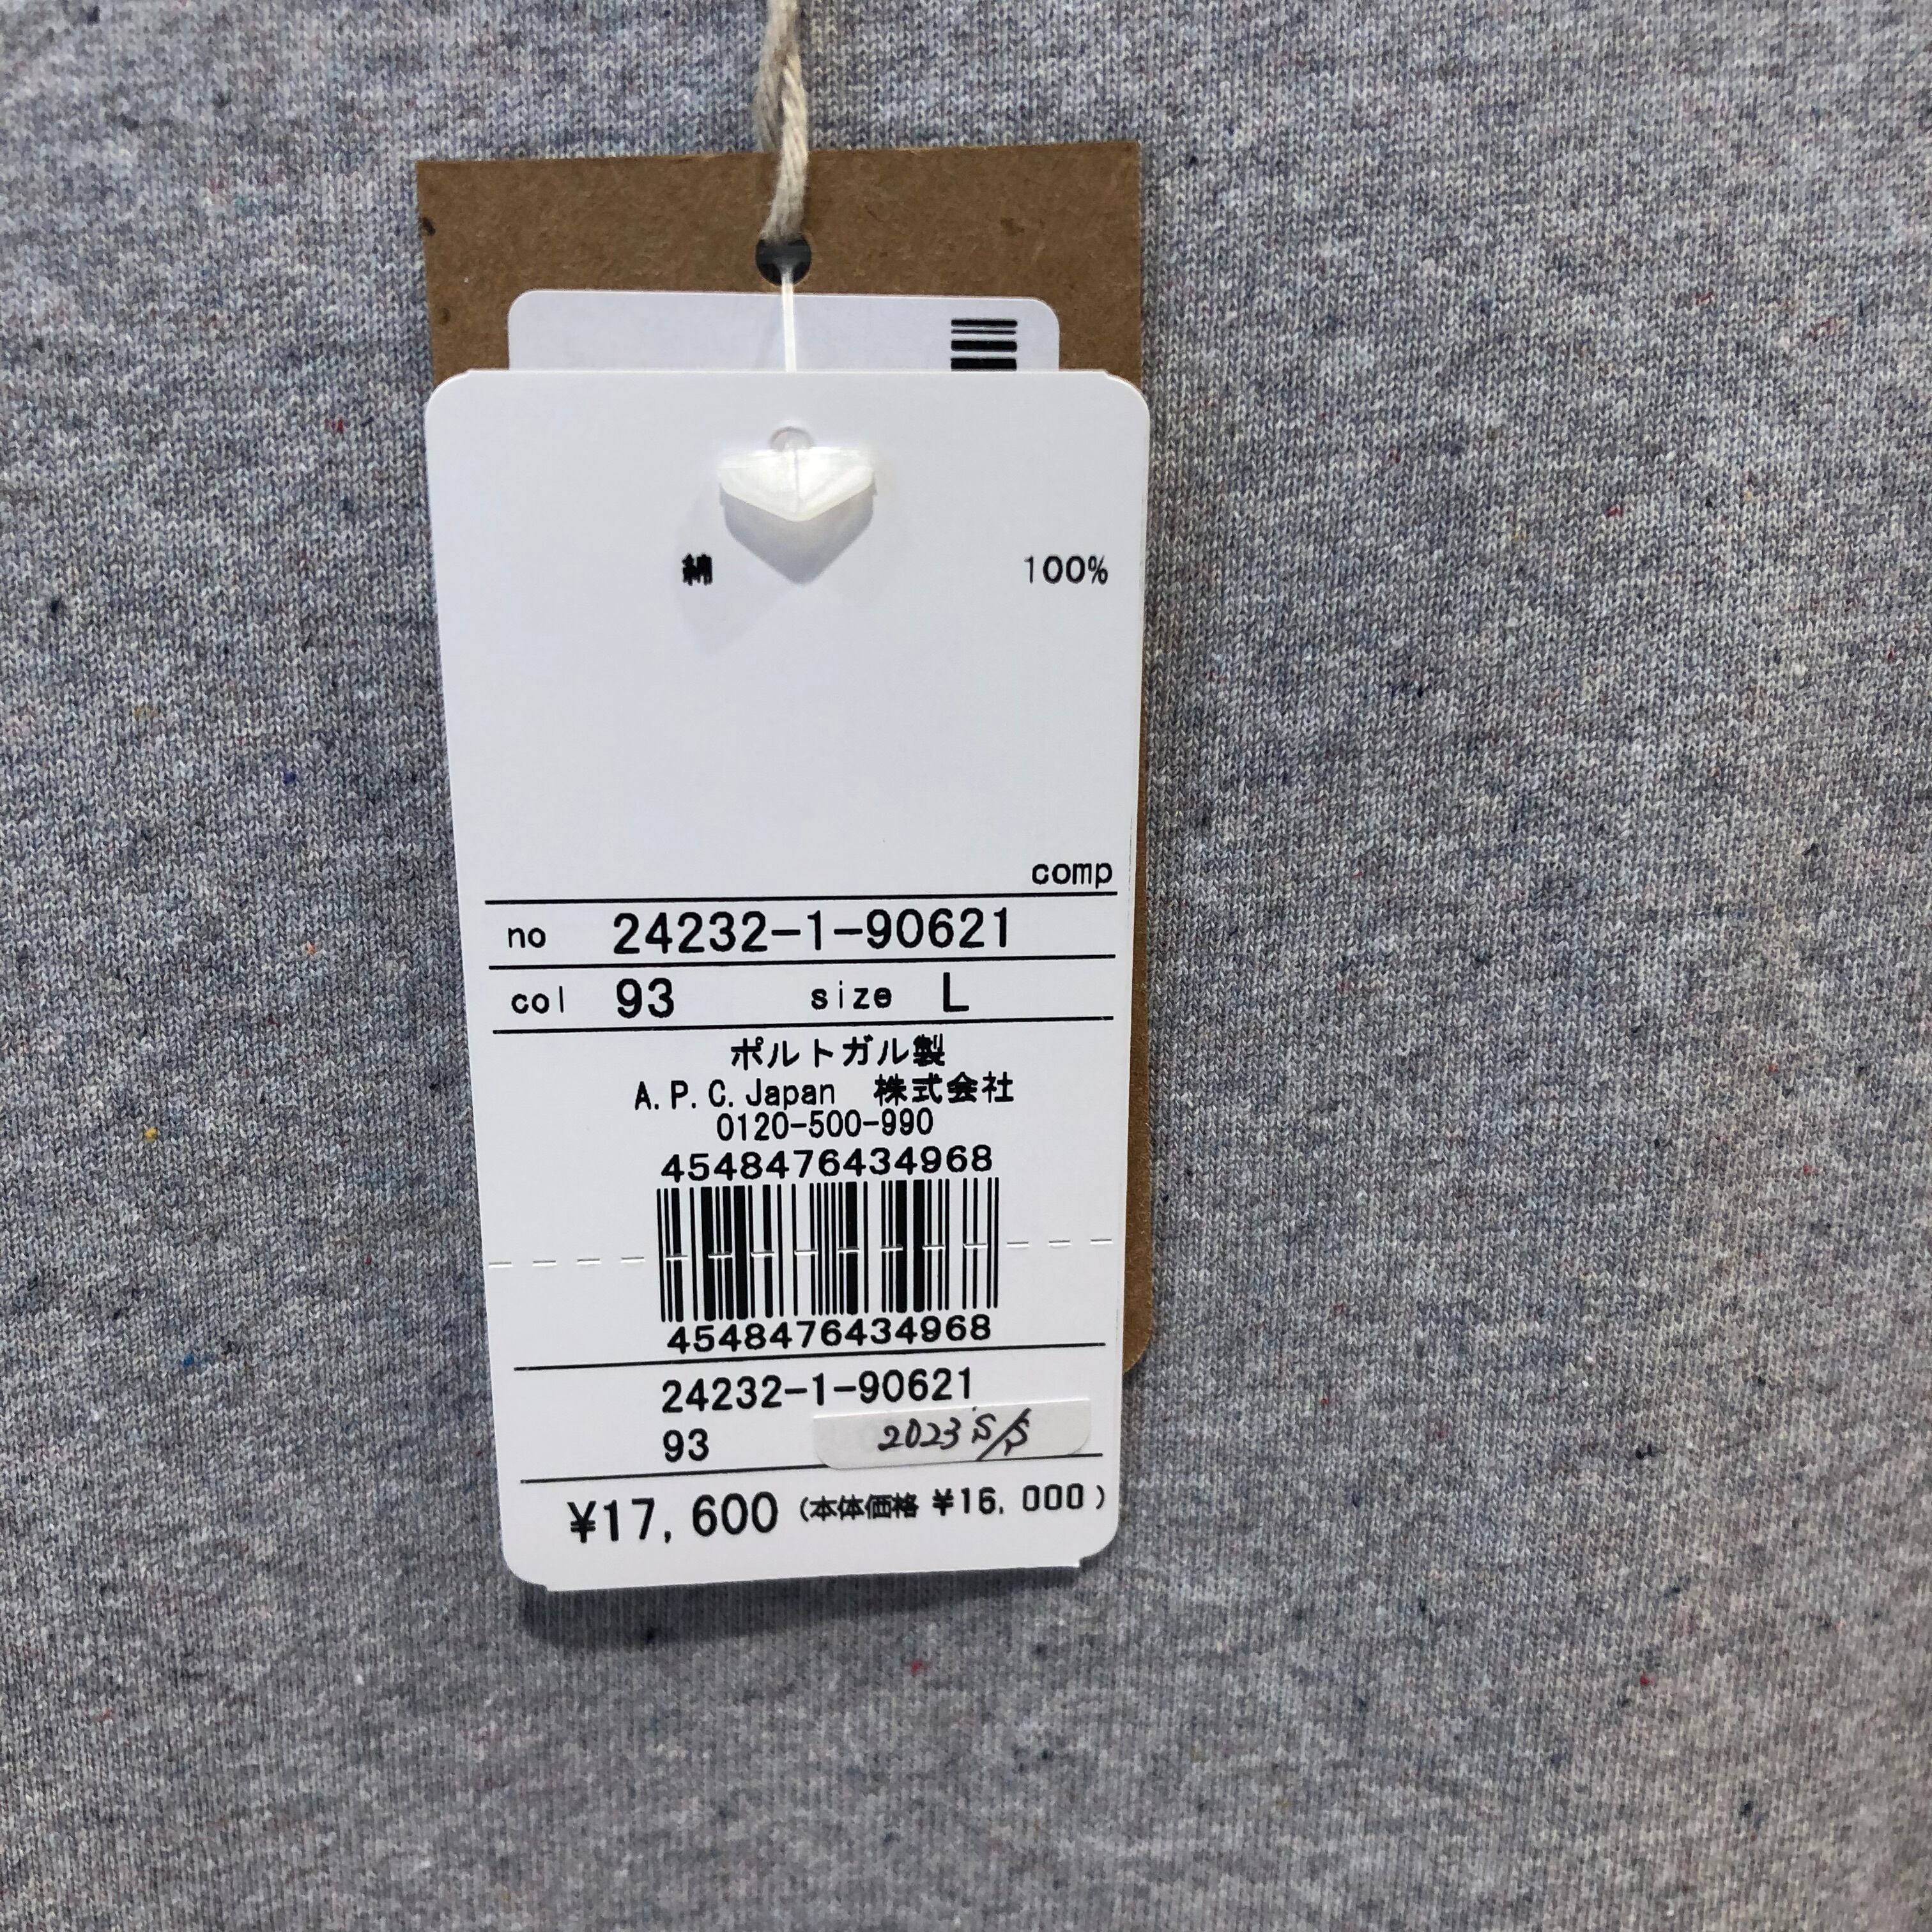 綿 100%
comp
no 24232-1-90621
col 93 size L
ポルトガル製
A.P.C.Japan 株式会社
0120-500-990
4548476434968
4548476434968
24232-1-90621
93 2023 S/S
¥17,600 (本体価格 ¥16,000)